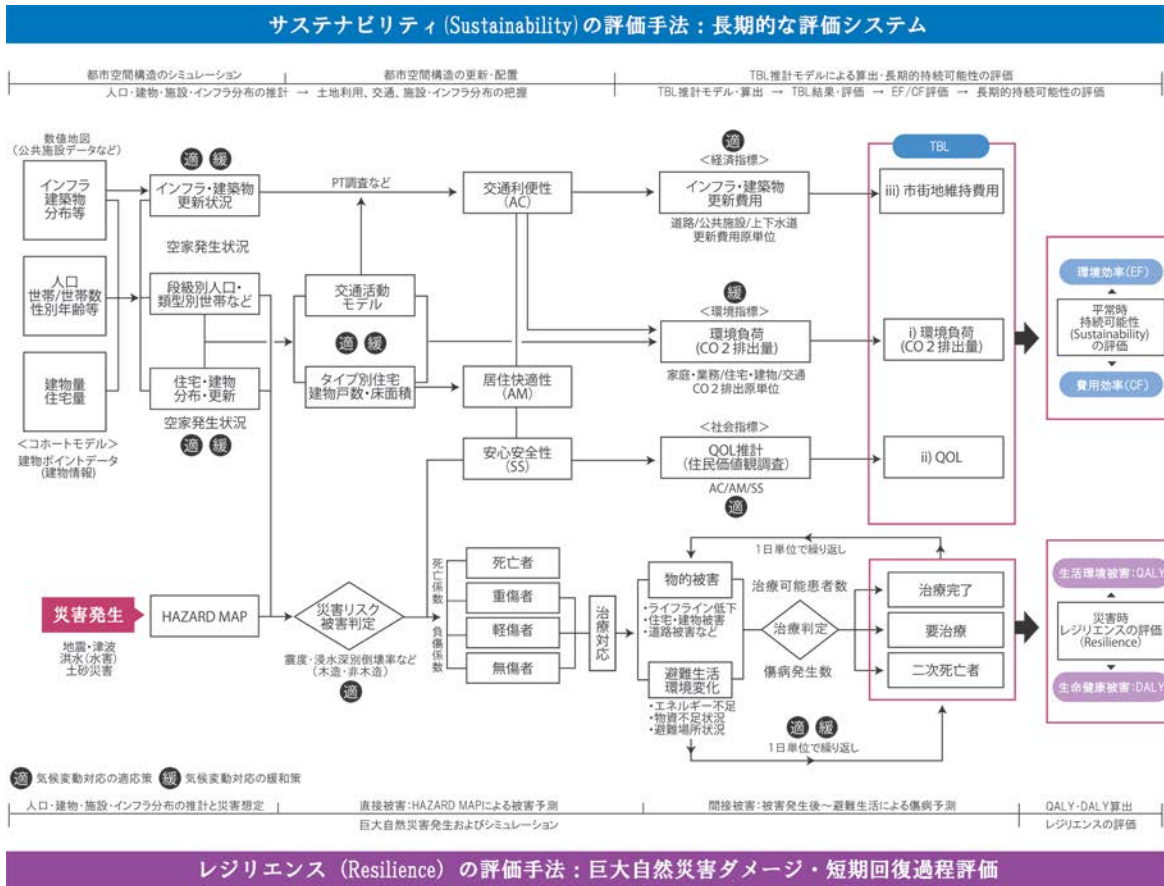 サステナビリティ(Sustainability)の評価手法：長期的な評価システム
都市空間構造のシミュレーション
都市空間構造の更新・配置
TBL推計モデルによる算出・長期的持続可能性の評価
人口・建物・施設・インフラ分布の推計 → 土地利用、交通、施設・インフラ分布の把握
TBL推計モデル・算出 → TBL結果・評価 → EF/CF評価 → 長期的持続可能性の評価
数値地図
(公共施設データなど)
インフラ
建築物
分布等
人口
世帯/世帯数
性別年齢等
建物量
住宅量
＜コホートモデル＞
建物ポイントデータ
(建物情報)
適 緩
インフラ・建築物
更新状況
空家発生状況
段級別人口・
類型別世帯など
住宅・建物
分布・更新
空家発生状況
適 緩
PT調査など
交通活動
モデル
適 緩
タイプ別住宅
建物戸数・床面積
交通利便性
(AC)
居住快適性
(AM)
安心安全性
(SS)
適
＜経済指標＞
インフラ・建築物
更新費用
道路/公共施設/上下水道
更新費用原単位
緩
＜環境指標＞
環境負荷
(CO２排出量)
家庭・業務/住宅・建物/交通
CO２排出原単位
＜社会指標＞
QOL推計
(住民価値観調査)
AC/AM/SS
適
TBL
iii) 市街地維持費用
i) 環境負荷
(CO２排出量)
ii) QOL
環境効率(EF)
平常時
持続可能性
(Sustainability)
の評価
費用効率(CF)
災害発生
地震・津波
洪水(水害)
土砂災害
HAZARD MAP
災害リスク
被害判定
震度・浸水深別倒壊率など
(木造・非木造)
適
死亡係数
負傷係数
死亡者
重傷者
軽傷者
無傷者
治療対応
1日単位で繰り返し
物的被害
・ライフライン低下
・住宅・建物被害
・道路被害など
避難生活
環境変化
・エネルギー不足
・物資不足状況
・避難場所状況
治療可能患者数
治療判定
傷病発生数
適 緩
1日単位で繰り返し
治療完了
要治療
二次死亡者
生活環境被害:QALY
災害時
レジリエンスの評価
(Resilience)
生命健康被害:DALY
適 気候変動対応の適応策 緩 気候変動対応の緩和策
人口・建物・施設・インフラ分布の推計と災害想定
直接被害:HAZARD MAPによる被害予測
間接被害:被害発生後～避難生活による傷病予測
QALY・DALY算出
巨大自然災害発生およびシミュレーション
レジリエンスの評価
レジリエンス（Resilience）の評価手法：巨大自然災害ダメージ・短期回復過程評価